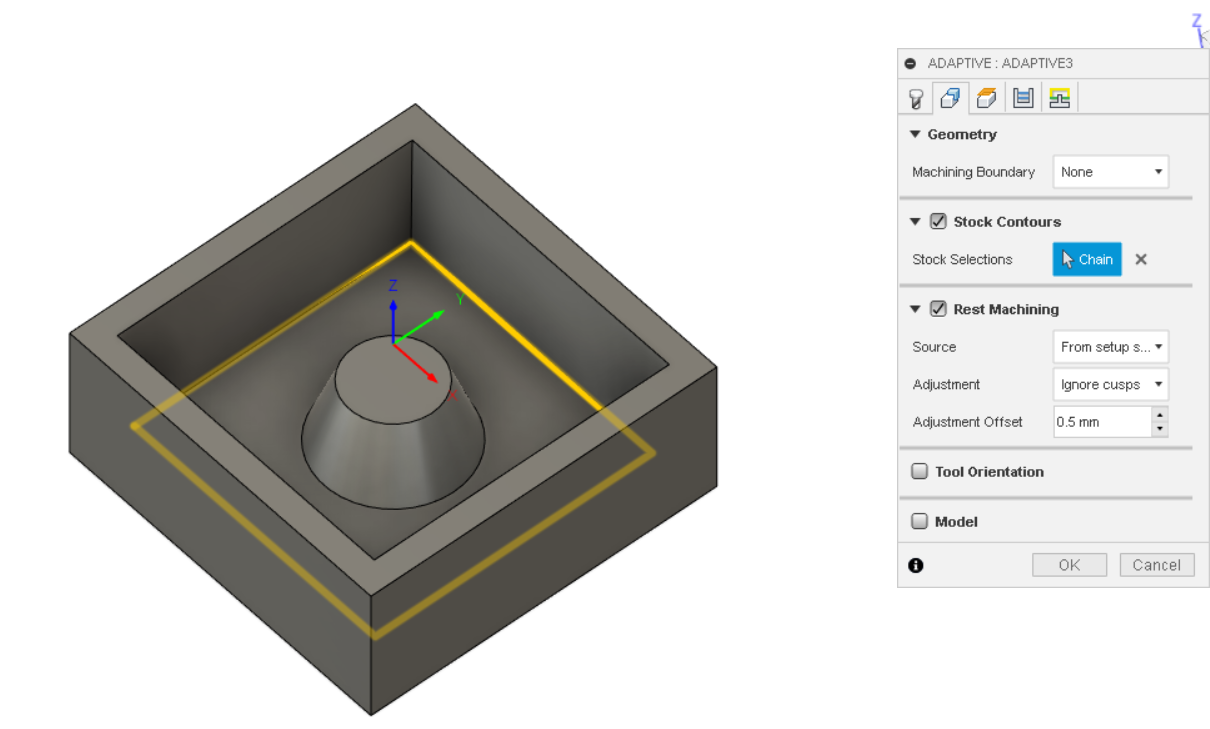 Z
ADAPTIVE : ADAPTIVE3
Geometry
Machining Boundary None
Stock Contours
Stock Selections Chain
Rest Machining
Source From setup s...
Adjustment Ignore cusps
Adjustment Offset 0.5 mm
Tool Orientation
Model
OK Cancel
Z
Y
X